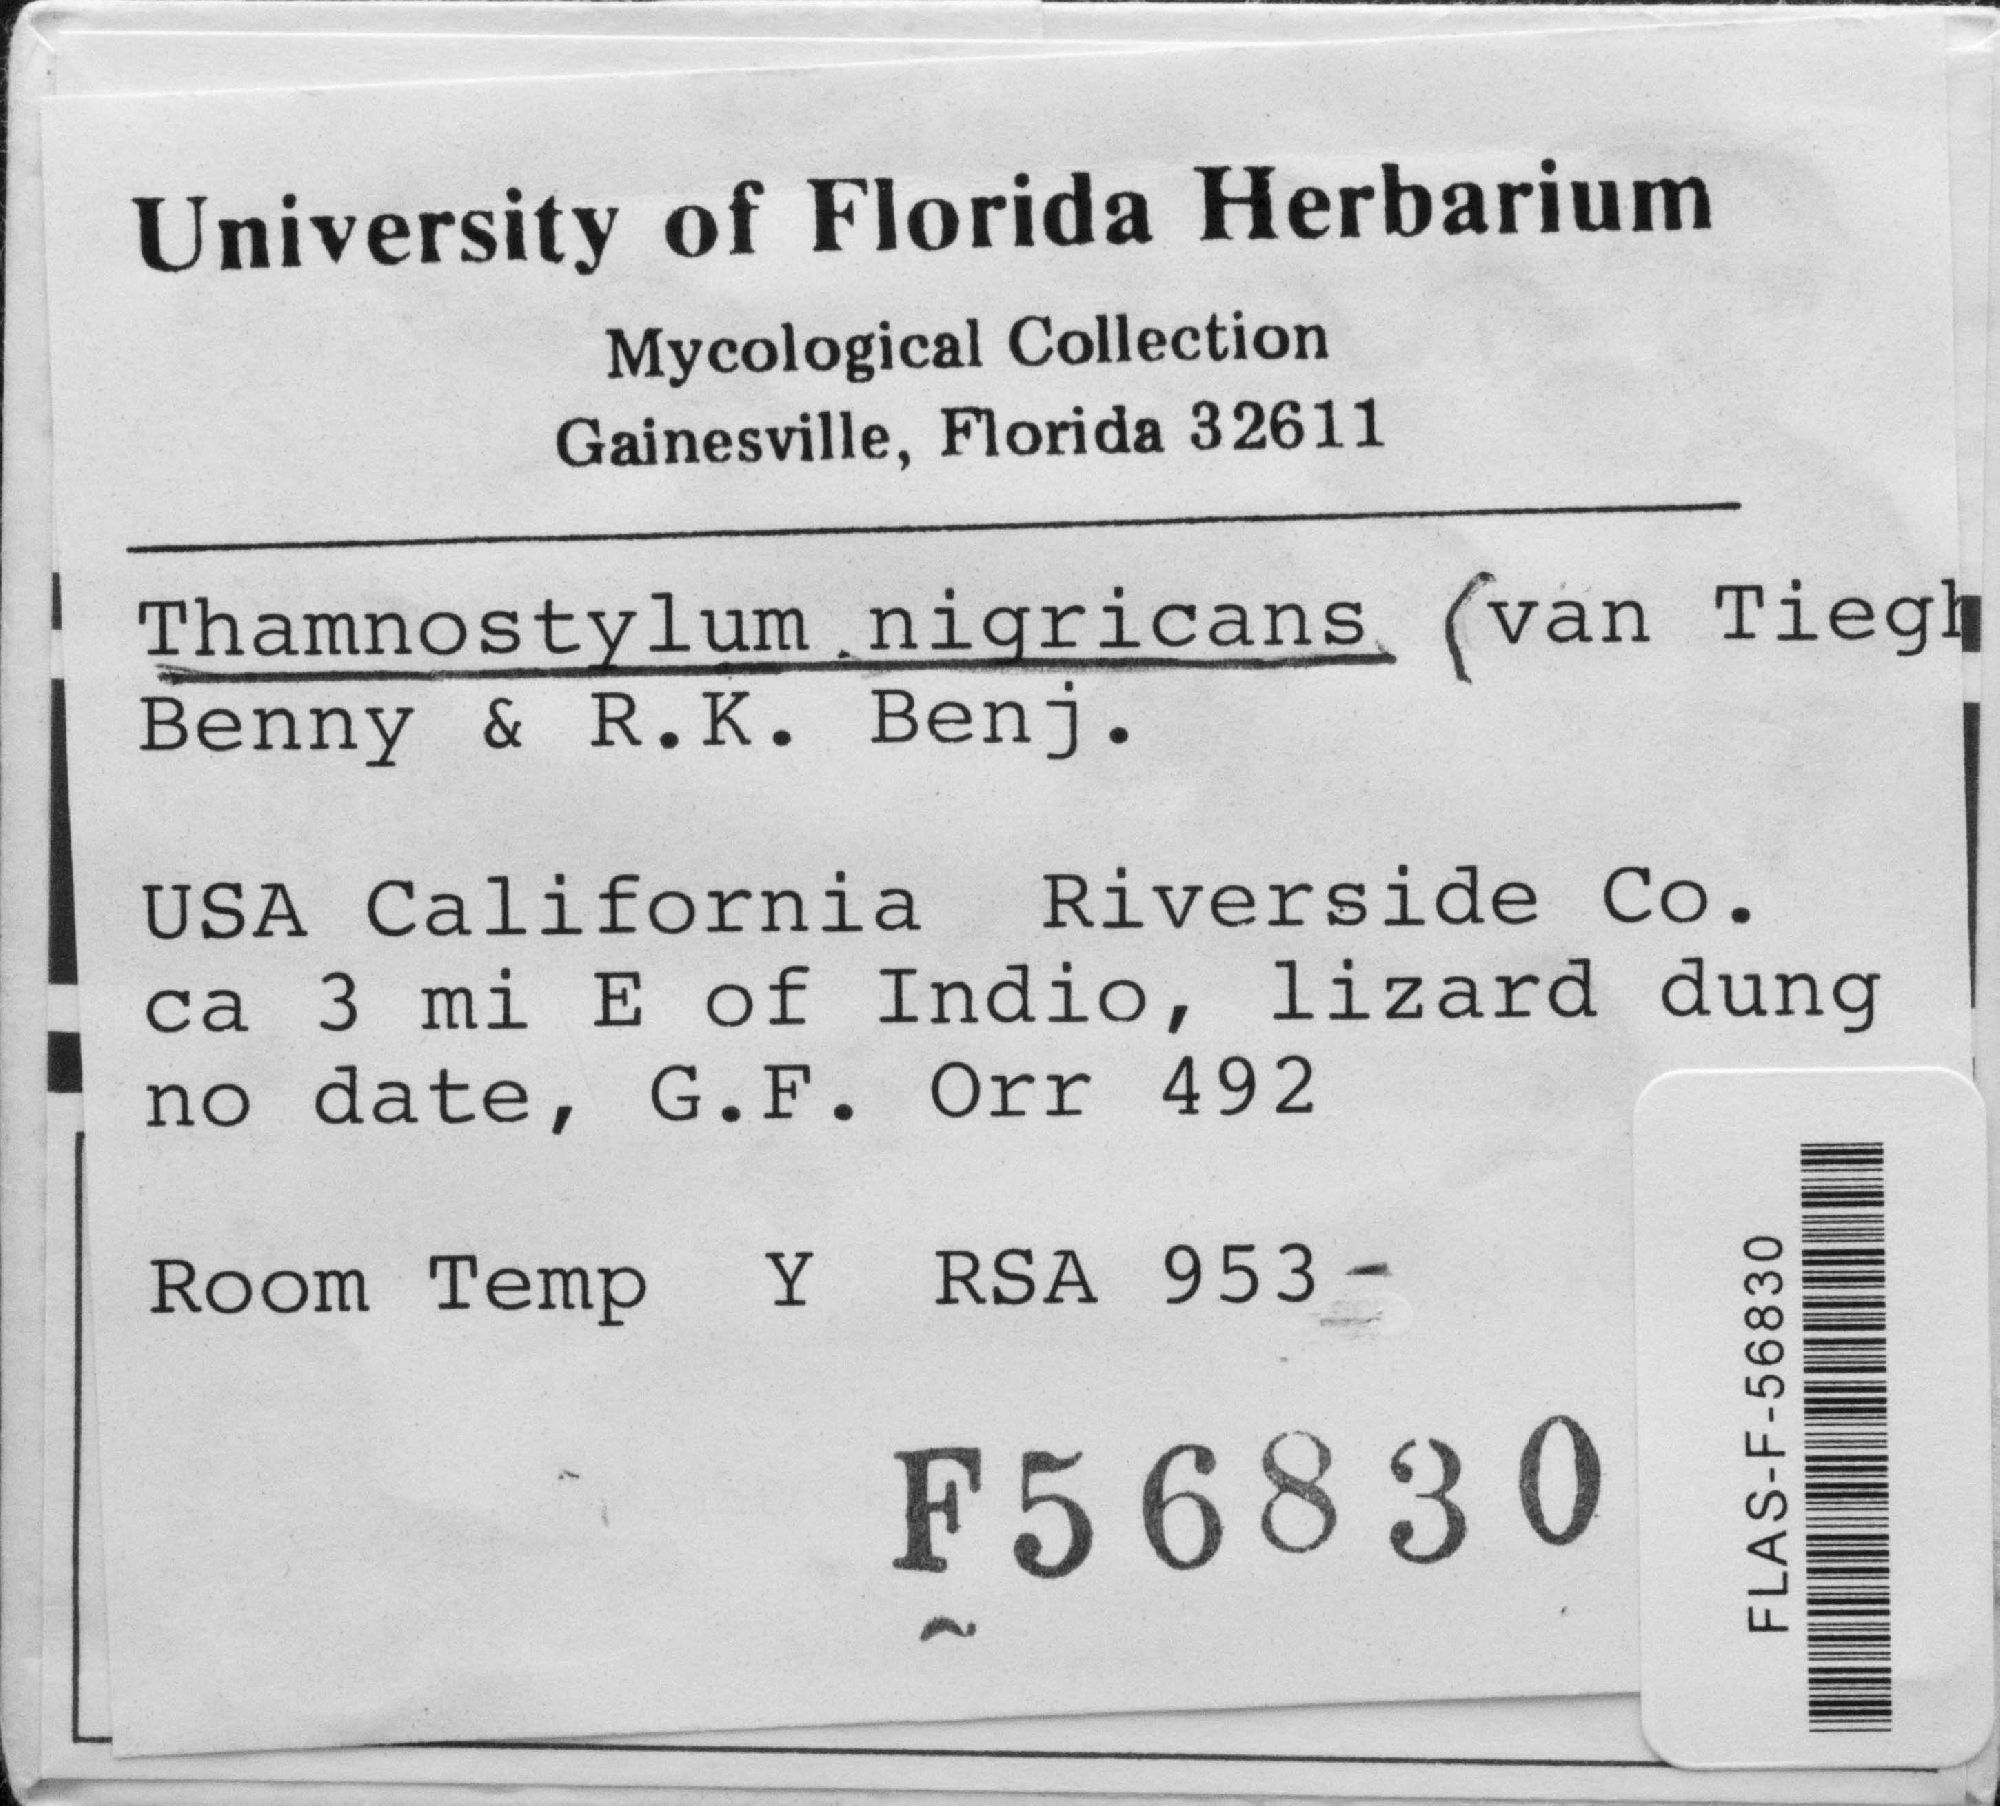 University of Florida Herbarium
Mycological Collection
Gainesville, Florida 32611
Thamnostylum nigricans (van Tiegh
Benny & R.K. Benj.
USA California Riverside Co.
ca 3 mi E of Indio, lizard dung
no date, G.F. Orr 492
Room Temp Y RSA 953-
F56830
FLAS-F-56830